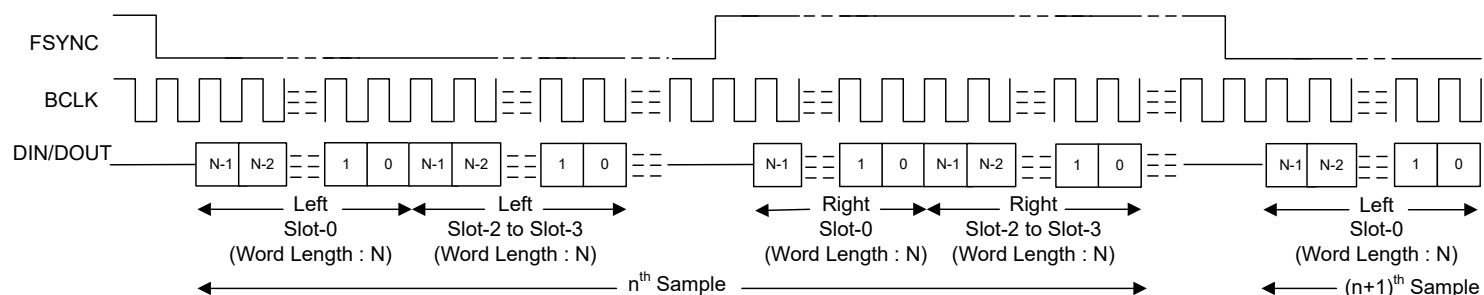 FSYNC
BCLK
DIN/DOUT
N-1 N-2 1 0 N-1 N-2 1 0 N-1 1 0 N-1 N-2 1 0 N-1 N-2 1 0
Left Left Right Right Left
Slot-0 Slot-2 to Slot-3 Slot-0 Slot-2 to Slot-3 Slot-0
(Word Length : N) (Word Length : N) (Word Length : N) (Word Length : N) (Word Length : N)
nth Sample (n+1)th Sample